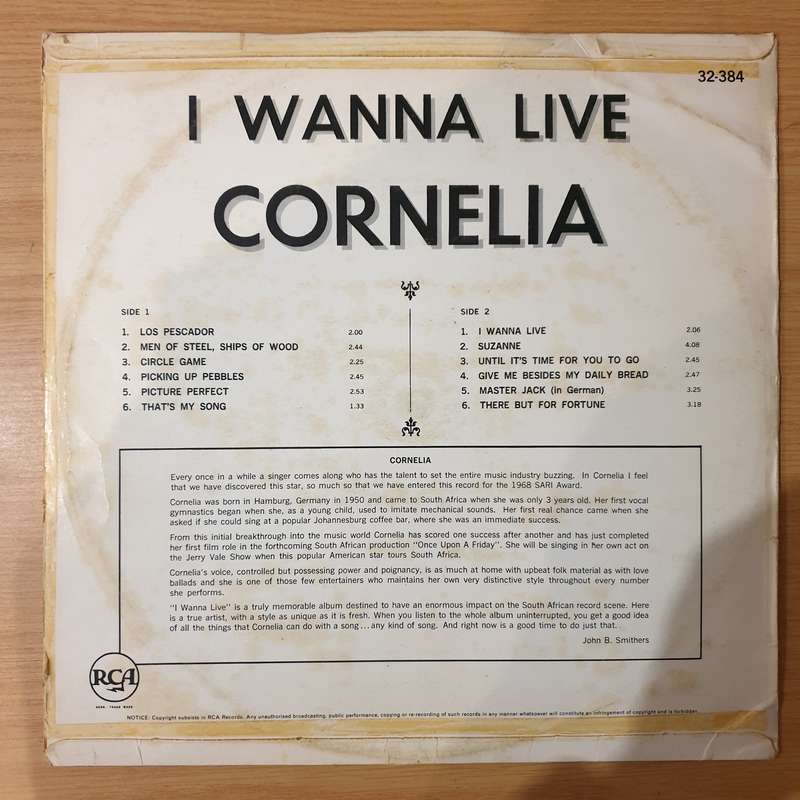 32-384
I WANNA LIVE
CORNELIA
SIDE 1
1. LOS PESCADOR 2.00
2. MEN OF STEEL, SHIPS OF WOOD 2.44
3. CIRCLE GAME 2.25
4. PICKING UP PEBBLES 2.45
5. PICTURE PERFECT 2.53
6. THAT'S MY SONG 1.33
SIDE 2
1. I WANNA LIVE 2.06
2. SUZANNE 4.08
3. UNTIL IT'S TIME FOR YOU TO GO 2.45
4. GIVE ME BESIDES MY DAILY BREAD 2.47
5. MASTER JACK (in German) 3.25
6. THERE BUT FOR FORTUNE 3.18
CORNELIA
Every once in a while a singer comes along who has the talent to set the entire music industry buzzing. In Cornelia I feel
that we have discovered this star, so much so that we have entered this record for the 1968 SARI Award.
Cornelia was born in Hamburg, Germany in 1950 and came to South Africa when she was only 3 years old. Her first vocal
gymnastics began when she, as a young child, used to imitate mechanical sounds. Her first real chance came when she
asked if she could sing at a popular Johannesburg coffee bar, where she was an immediate success.
From this initial breakthrough into the music world Cornelia has scored one success after another and has just completed
her first film role in the forthcoming South African production "Once Upon A Friday". She will be singing in her own act on
the Jerry Vale Show when this popular American star tours South Africa.
Cornelia's voice, controlled but possessing power and poignancy, is as much at home with upbeat folk material as with love
ballads and she is one of those few entertainers who maintains her own very distinctive style throughout every number
she performs.
"I Wanna Live" is a truly memorable album destined to have an enormous impact on the South African record scene. Here
is a true artist, with a style as unique as it is fresh. When you listen to the whole album uninterrupted, you get a good idea
of all the things that Cornelia can do with a song...any kind of song. And right now is a good time to do just that.
John B. Smithers
RCA
NOTICE: Copyright subsists in RCA Records. Any unauthorised broadcasting, public performance, copying or re-recording of such records in any manner whatsoever will constitute an infringement of copyright and is forbidden.